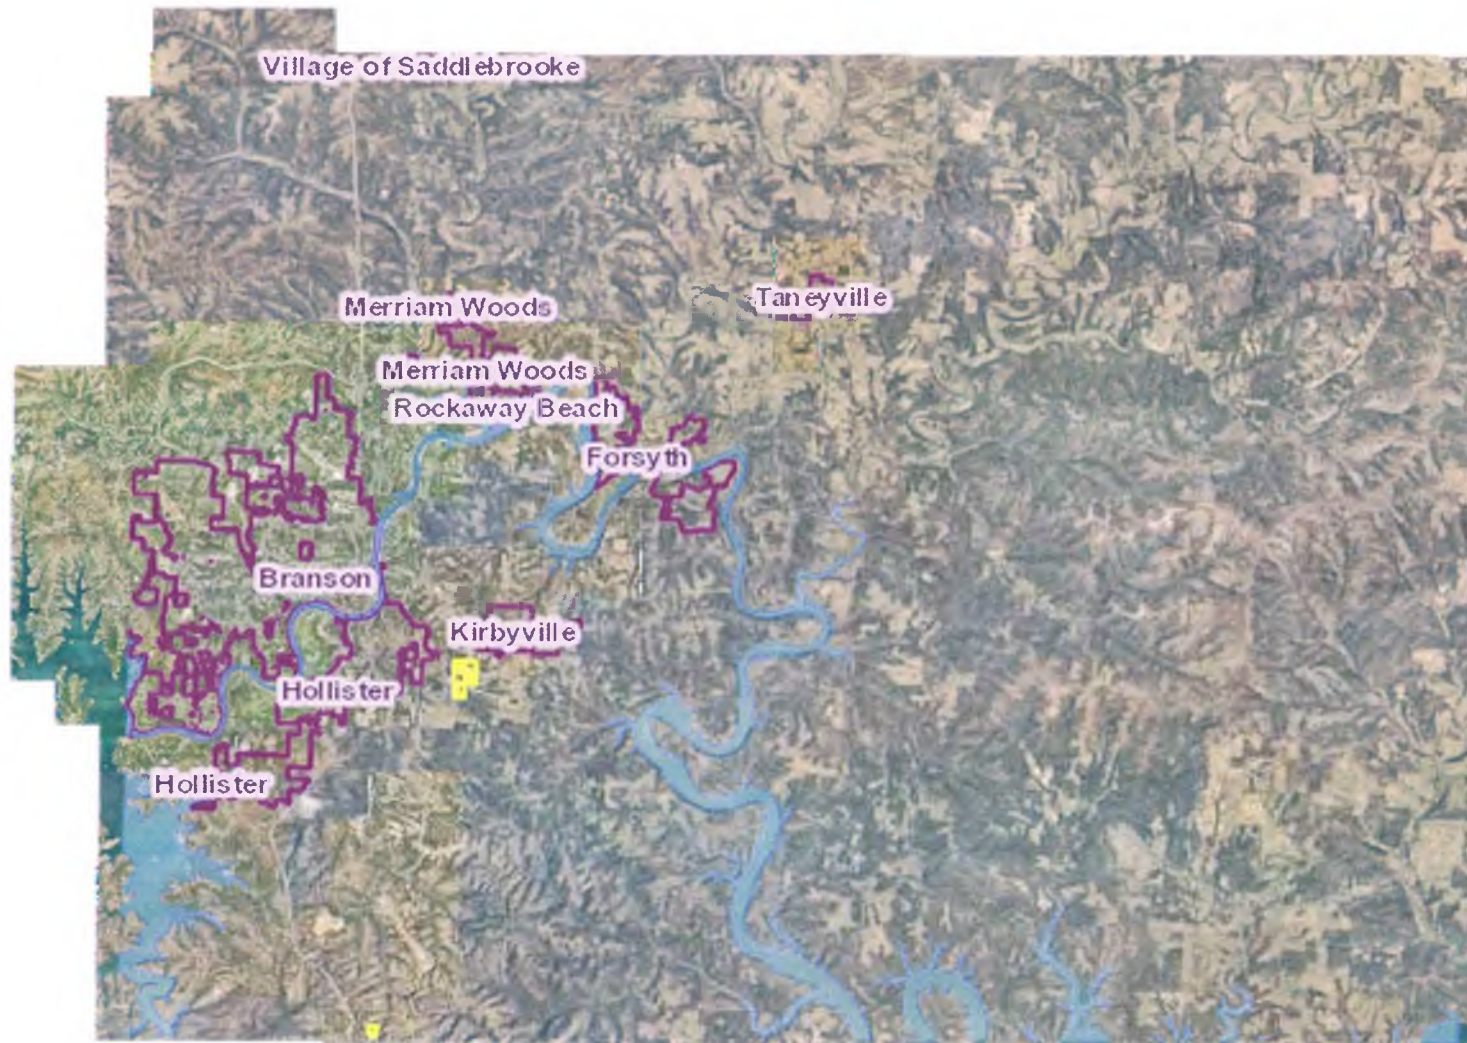 Village of Saddlebrooke
Merriam Woods
Taneyville
Merriam Woods
Rockaway Beach
Forsyth
Branson
Kirbyville
Hollister
Hollister